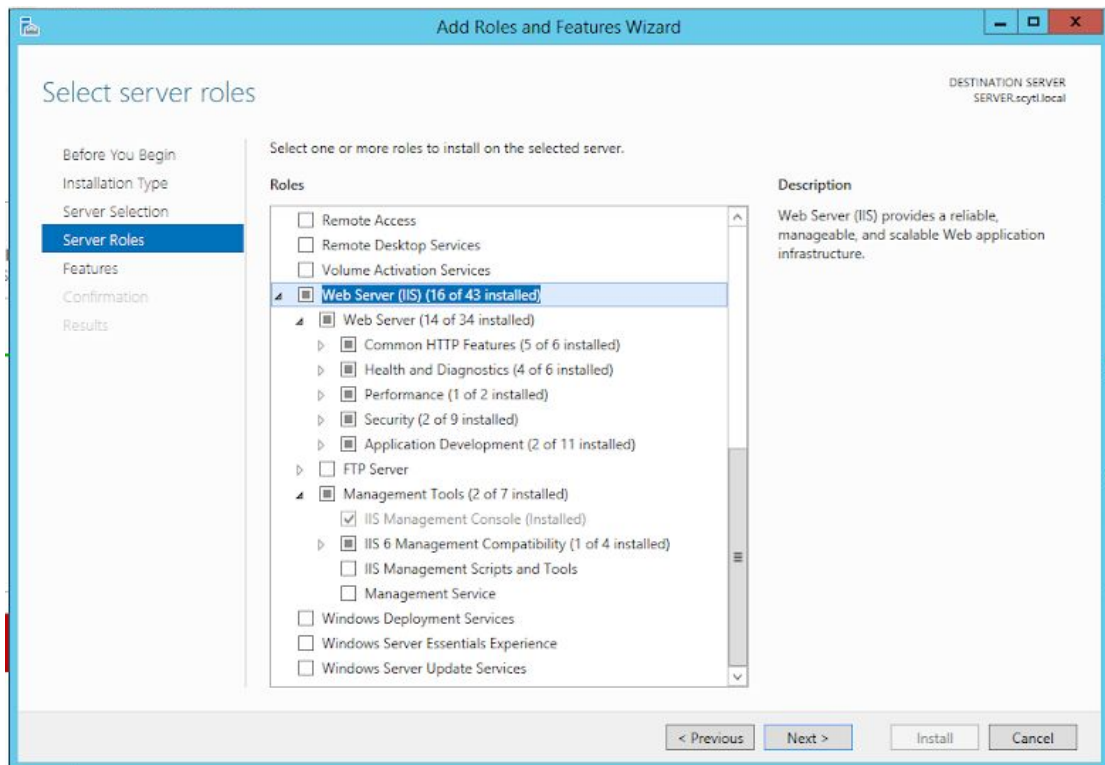 Add Roles and Features Wizard
Select server roles
DESTINATION SERVER
SERVER.scytl.local
Before You Begin
Installation Type
Server Selection
Server Roles
Features
Confirmation
Results
Select one or more roles to install on the selected server.
Roles
Remote Access
Remote Desktop Services
Volume Activation Services
Web Server (IIS) (16 of 43 installed)
Web Server (14 of 34 installed)
Common HTTP Features (5 of 6 installed)
Health and Diagnostics (4 of 6 installed)
Performance (1 of 2 installed)
Security (2 of 9 installed)
Application Development (2 of 11 installed)
FTP Server
Management Tools (2 of 7 installed)
IIS Management Console (Installed)
IIS 6 Management Compatibility (1 of 4 installed)
IIS Management Scripts and Tools
Management Service
Windows Deployment Services
Windows Server Essentials Experience
Windows Server Update Services
Description
Web Server (IIS) provides a reliable,
manageable, and scalable Web application
infrastructure.
< Previous
Next >
Install
Cancel